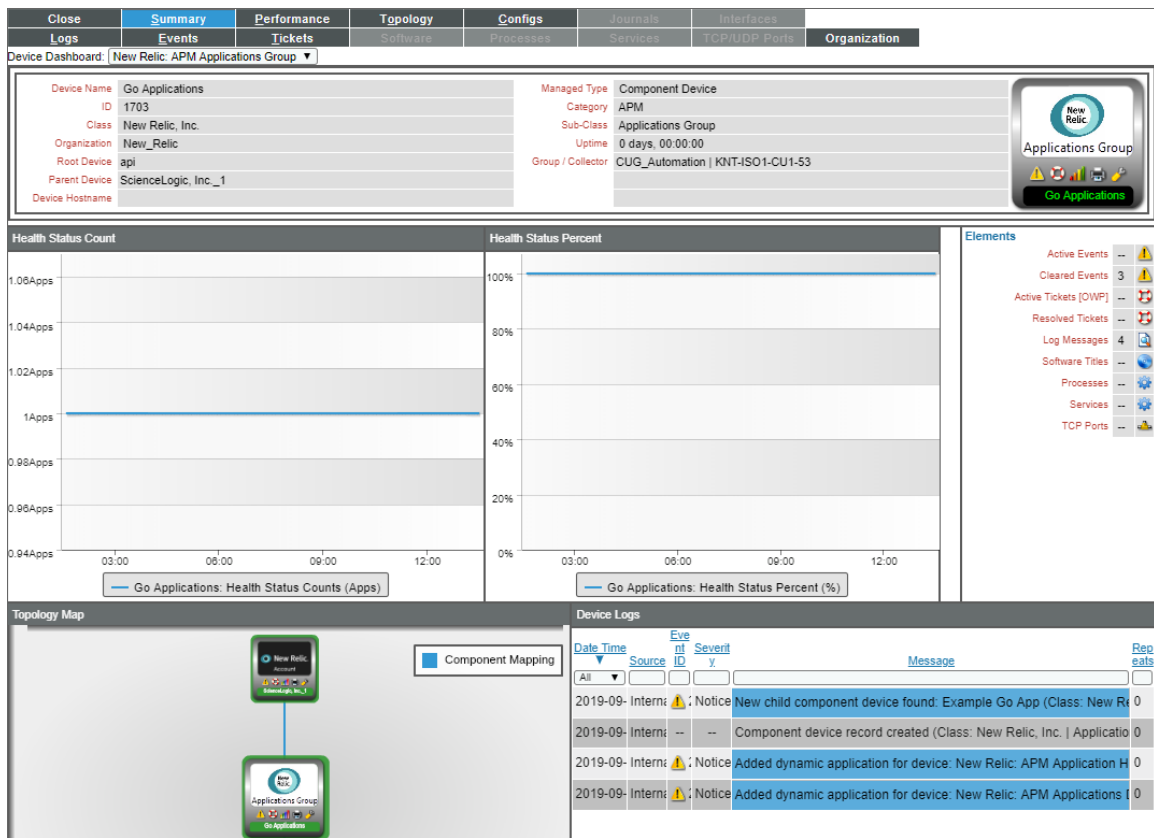 Close Summary Performance Topology Configs Journals Interfaces
Logs Events Tickets Software Processes Services TCP/UDP Ports Organization
Device Dashboard: New Relic: APM Applications Group ▼
Device Name Go Applications Managed Type Component Device
ID 1703 Category APM
Class New Relic, Inc. Sub-Class Applications Group
Organization New_Relic Uptime 0 days, 00:00:00
Root Device api Group / Collector CUG_Automation | KNT-ISO1-CU1-53
Parent Device ScienceLogic, Inc._1
Device Hostname
New Relic.
Applications Group
Go Applications
Health Status Count
1.06Apps
1.04Apps
1.02Apps
1Apps
0.98Apps
0.96Apps
0.94Apps
03:00 06:00 09:00 12:00
Go Applications: Health Status Counts (Apps)
Health Status Percent
100%
80%
60%
40%
20%
0%
03:00 06:00 09:00 12:00
Go Applications: Health Status Percent (%)
Elements
Active Events --
Cleared Events 3
Active Tickets [OWP] --
Resolved Tickets --
Log Messages 4
Software Titles --
Processes --
Services --
TCP Ports --
Topology Map
New Relic.
Account
ScienceLogic, Inc._1
Component Mapping
New Relic.
Applications Group
Go Applications
Device Logs
Date Time ▼ Source Event ID Severity Message Repeats
All ▼
2019-09- Interna Notice New child component device found: Example Go App (Class: New Re 0
2019-09- Interna -- -- Component device record created (Class: New Relic, Inc. | Applicatio 0
2019-09- Interna Notice Added dynamic application for device: New Relic: APM Application H 0
2019-09- Interna Notice Added dynamic application for device: New Relic: APM Applications 0